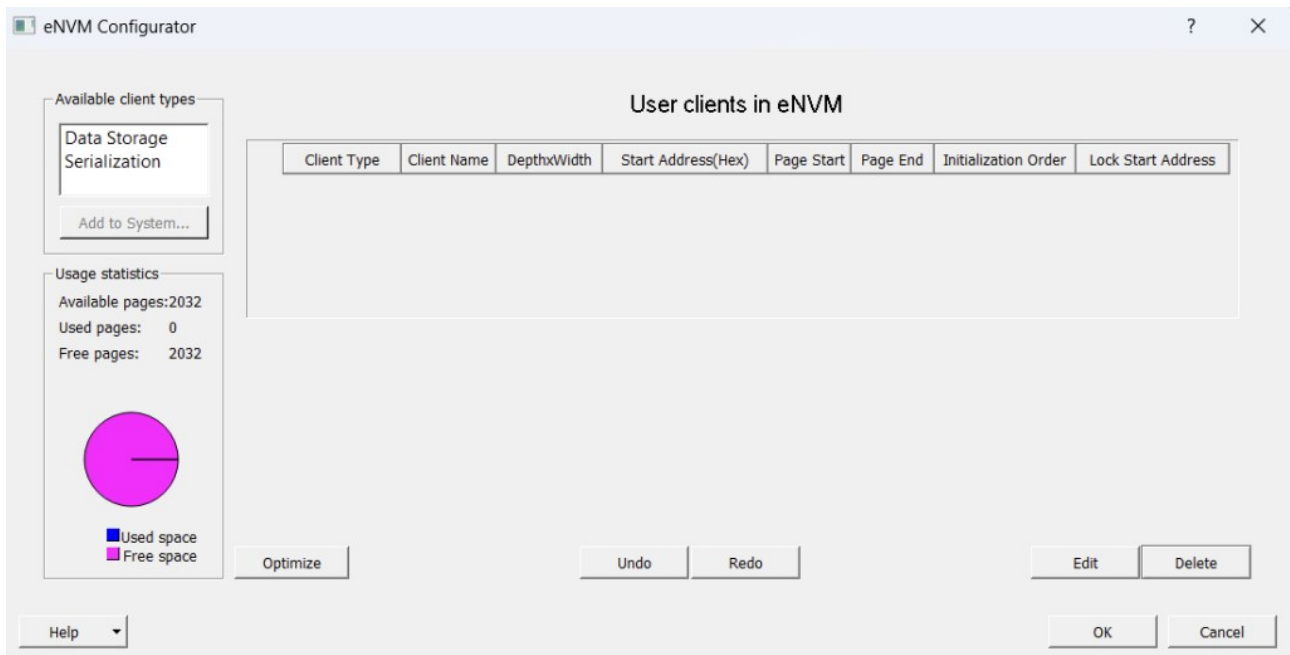 eNVM Configurator
?
Available client types
Data Storage
Serialization
Add to System...
User clients in eNVM
Client Type Client Name DepthxWidth Start Address(Hex) Page Start Page End Initialization Order Lock Start Address
Usage statistics
Available pages:2032
Used pages: 0
Free pages: 2032
Used space
Free space
Optimize Undo Redo Edit Delete
Help OK Cancel